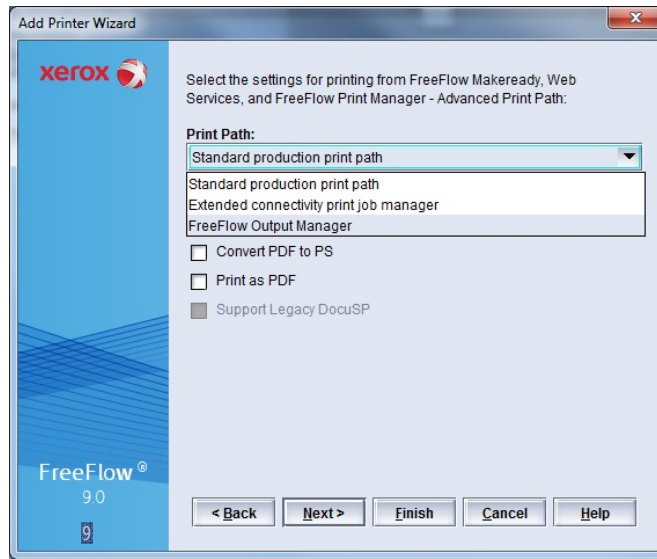 Add Printer Wizard
x
xerox
Select the settings for printing from FreeFlow Makeready, Web
Services, and FreeFlow Print Manager - Advanced Print Path:
Print Path:
Standard production print path
Standard production print path
Extended connectivity print job manager
FreeFlow Output Manager
Convert PDF to PS
Print as PDF
Support Legacy DocuSP
FreeFlow ®
9.0
9
< Back Next > Finish Cancel Help